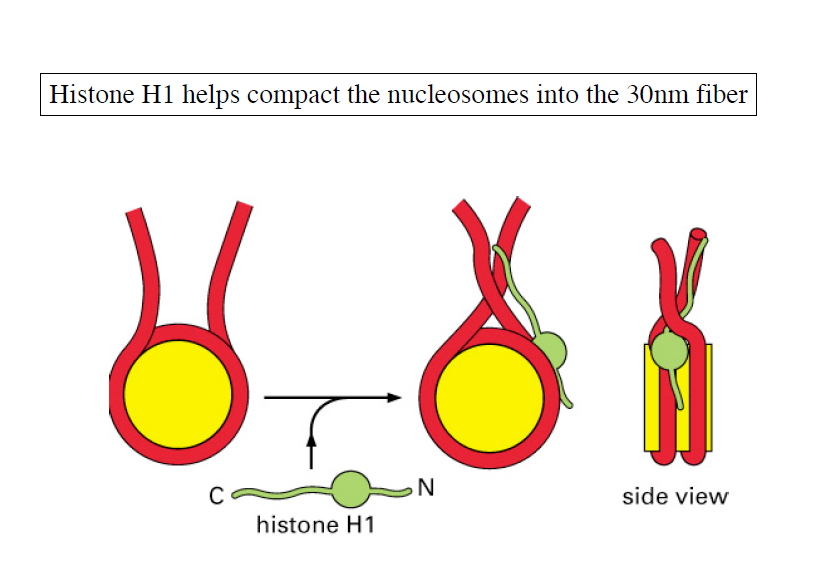 Histone H1 helps compact the nucleosomes into the 30nm fiber
C
N
histone H1
side view